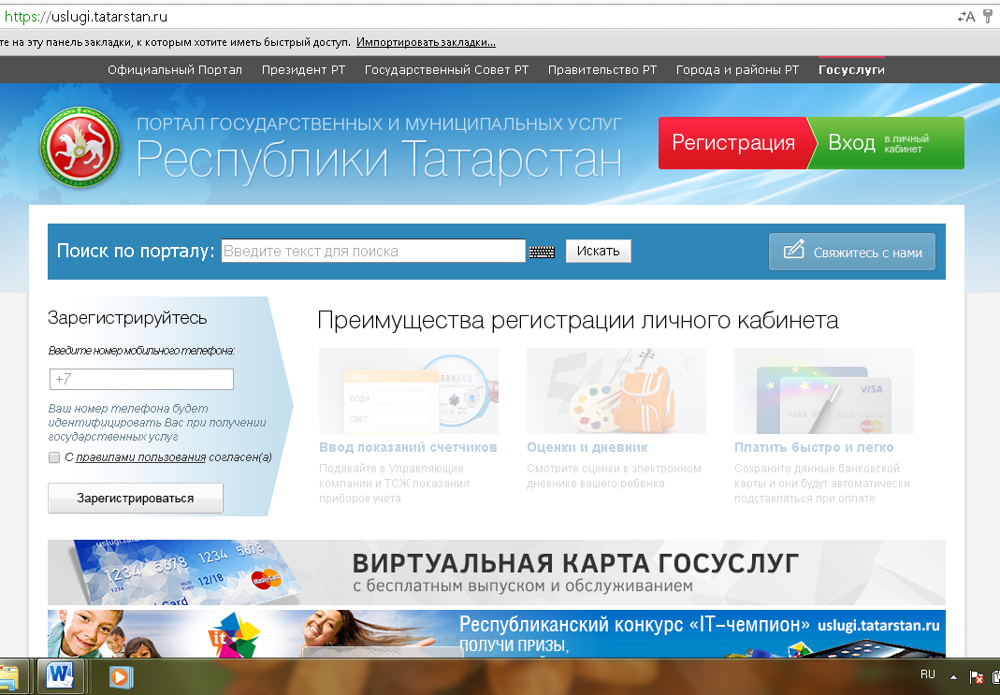 https://uslugi.tatarstan.ru
те на эту панель закладки, к которым хотите иметь быстрый доступ. Импортировать закладки...
Официальный Портал Президент РТ Государственный Совет РТ Правительство РТ Города и районы РТ Госуслуги
ПОРТАЛ ГОСУДАРСТВЕННЫХ И МУНИЦИПАЛЬНЫХ УСЛУГ
Республики Татарстан
Регистрация
Вход в личный
кабинет
ТАТАРСТАН
Поиск по порталу: Введите текст для поиска Искать Свяжитесь с нами
Зарегистрируйтесь
Введите номер мобильного телефона:
+7
Ваш номер телефона будет
идентифицировать Вас при получении
государственных услуг
С правилами пользования согласен(а)
Зарегистрироваться
Преимущества регистрации личного кабинета
ВОДА
СВЕТ
VISA
Ввод показаний счетчиков
Подавайте в Управляющие
компании и ТСЖ показания
приборов учета
Оценки и дневник
Смотрите оценки в электронном
дневнике вашего ребенка
Платить быстро и легко
Сохраните данные банковской
карты и они будут автоматически
подставляться при оплате
1234 5678 1234 5678
12/18
MasterCard
Card
ВИРТУАЛЬНАЯ КАРТА ГОСУСЛУГ
с бесплатным выпуском и обслуживанием
it
Республиканский конкурс «IT-чемпион» uslugi.tatarstan.ru
ПОЛУЧИ ПРИЗЫ,
W
RU